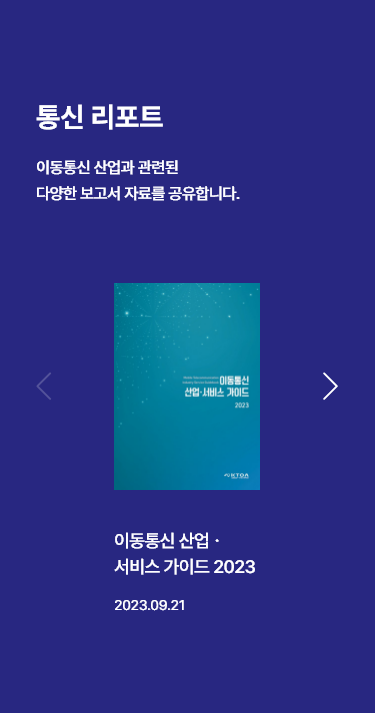 통신 리포트
이동통신 산업과 관련된
다양한 보고서 자료를 공유합니다.
이동통신
산업·서비스 가이드
2023
KTOA
이동통신 산업 ·
서비스 가이드 2023
2023.09.21